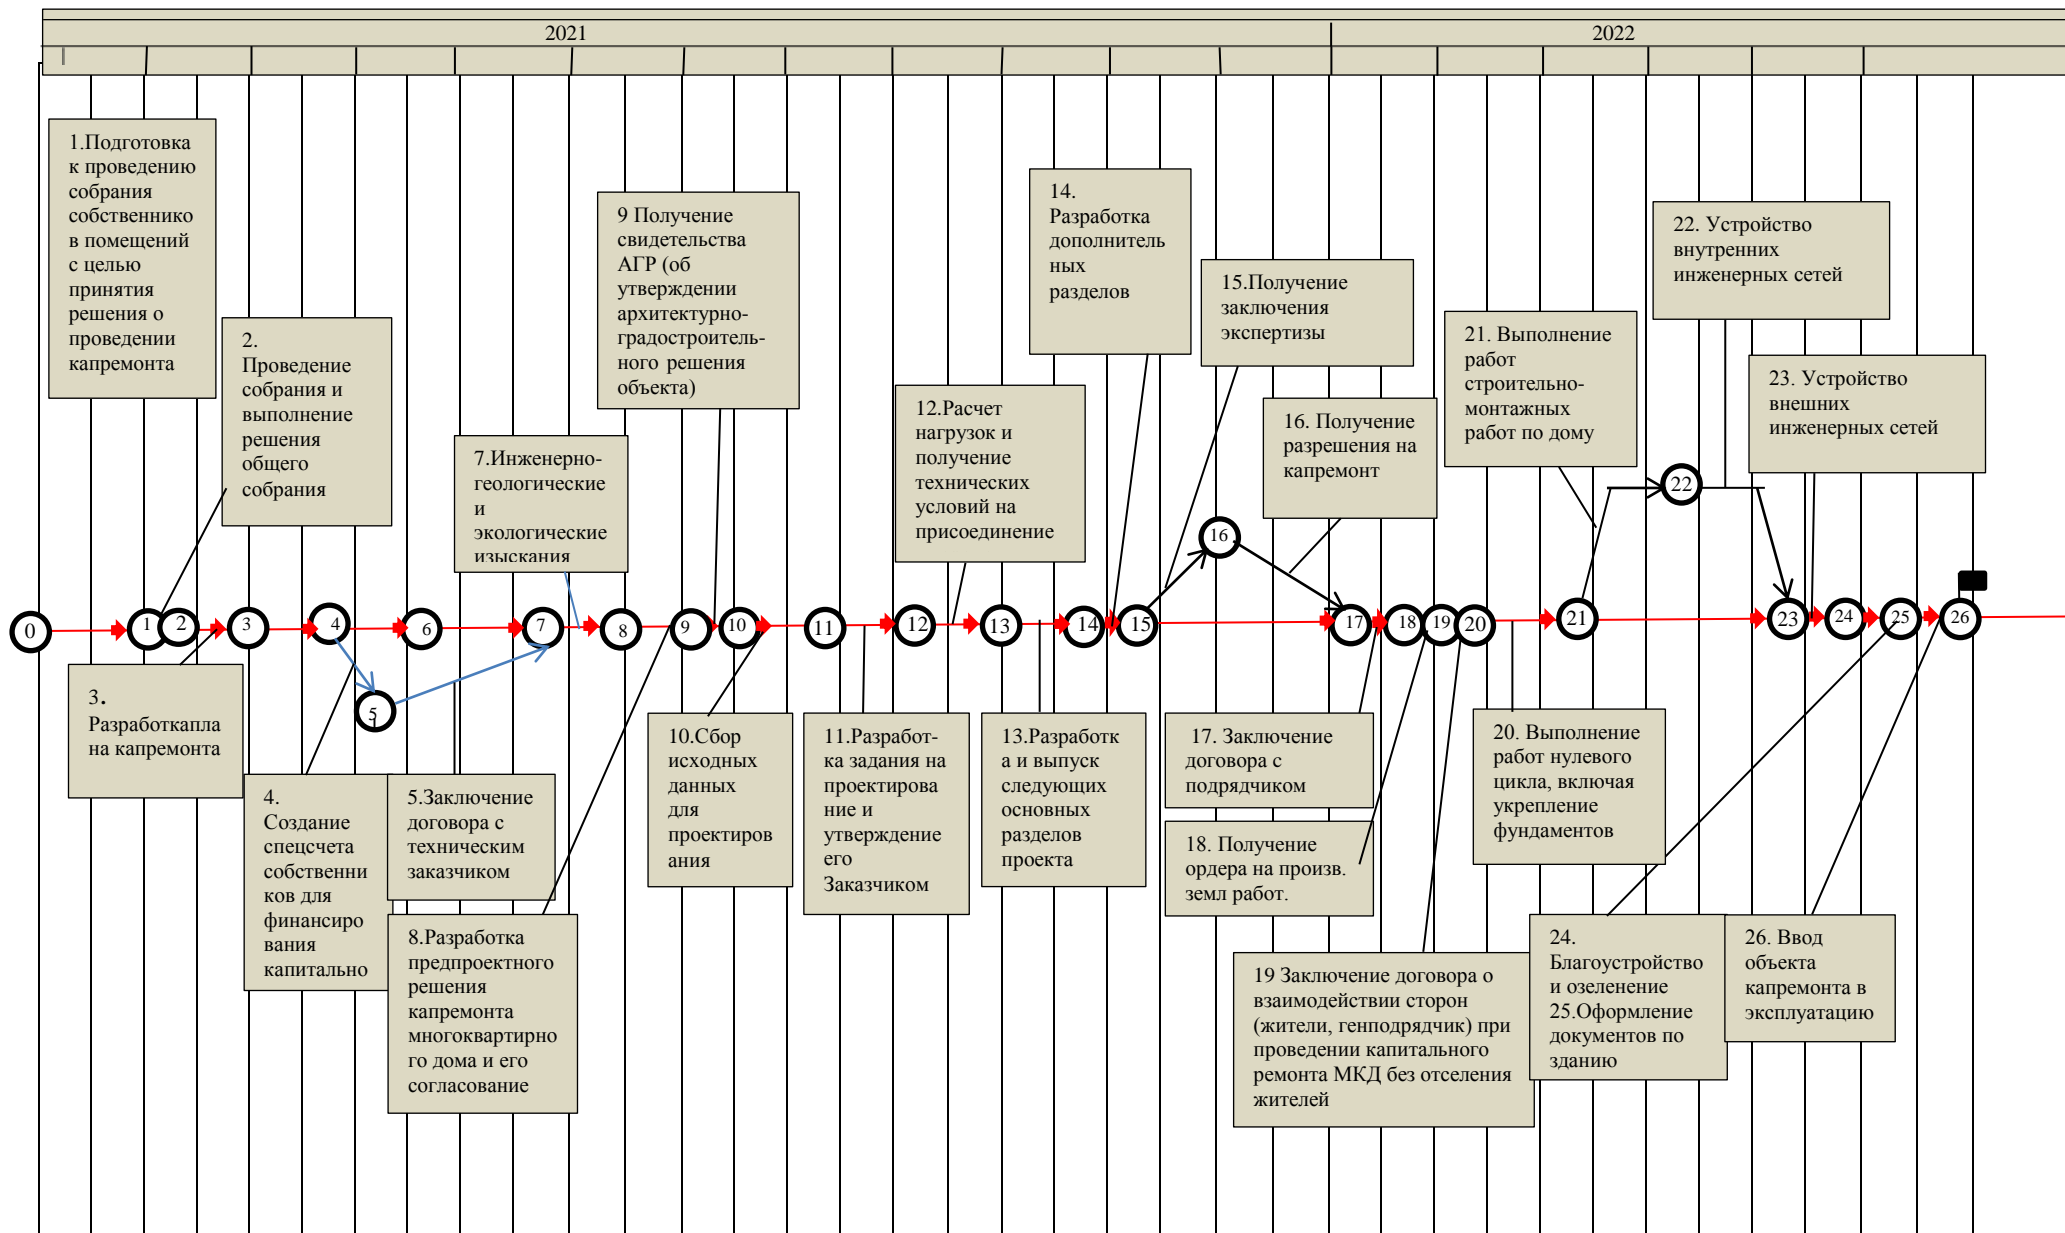 2021
2022
1.Подготовка
к проведению
собрания
собственнико
в помещений
с целью
принятия
решения о
проведении
капремонта
2.
Проведение
собрания и
выполнение
решения
общего
собрания
7.Инженерно-
геологические
и
экологические
изыскания
9 Получение
свидетельства
АГР (об
утверждении
архитектурно-
градостроитель-
ного решения
объекта)
12.Расчет
нагрузок и
получение
технических
условий на
присоединение
14.
Разработка
дополнитель
ных
разделов
15.Получение
заключения
экспертизы
16. Получение
разрешения на
капремонт
21. Выполнение
работ
строительно-
монтажных
работ по дому
22. Устройство
внутренних
инженерных сетей
23. Устройство
внешних
инженерных сетей
22
16
0
1
2
3
4
6
7
8
9
10
11
12
13
14
15
17
18
19
20
21
23
24
25
26
5
3.
Разработкапла
на капремонта
4.
Создание
спецсчета
собственни
ков для
финансиро
вания
капитально
5.Заключение
договора с
техническим
заказчиком
8.Разработка
предпроектного
решения
капремонта
многоквартирно
го дома и его
согласование
10.Сбор
исходных
данных
для
проектиров
ания
11.Разработ-
ка задания на
проектирова
ние и
утверждение
его
Заказчиком
13.Разработк
а и выпуск
следующих
основных
разделов
проекта
17. Заключение
договора с
подрядчиком
18. Получение
ордера на произв.
земл работ.
19 Заключение договора о
взаимодействии сторон
(жители, генподрядчик) при
проведении капитального
ремонта МКД без отселения
жителей
20. Выполнение
работ нулевого
цикла, включая
укрепление
фундаментов
24.
Благоустройство
и озеленение
25.Оформление
документов по
зданию
26. Ввод
объекта
капремонта в
эксплуатацию